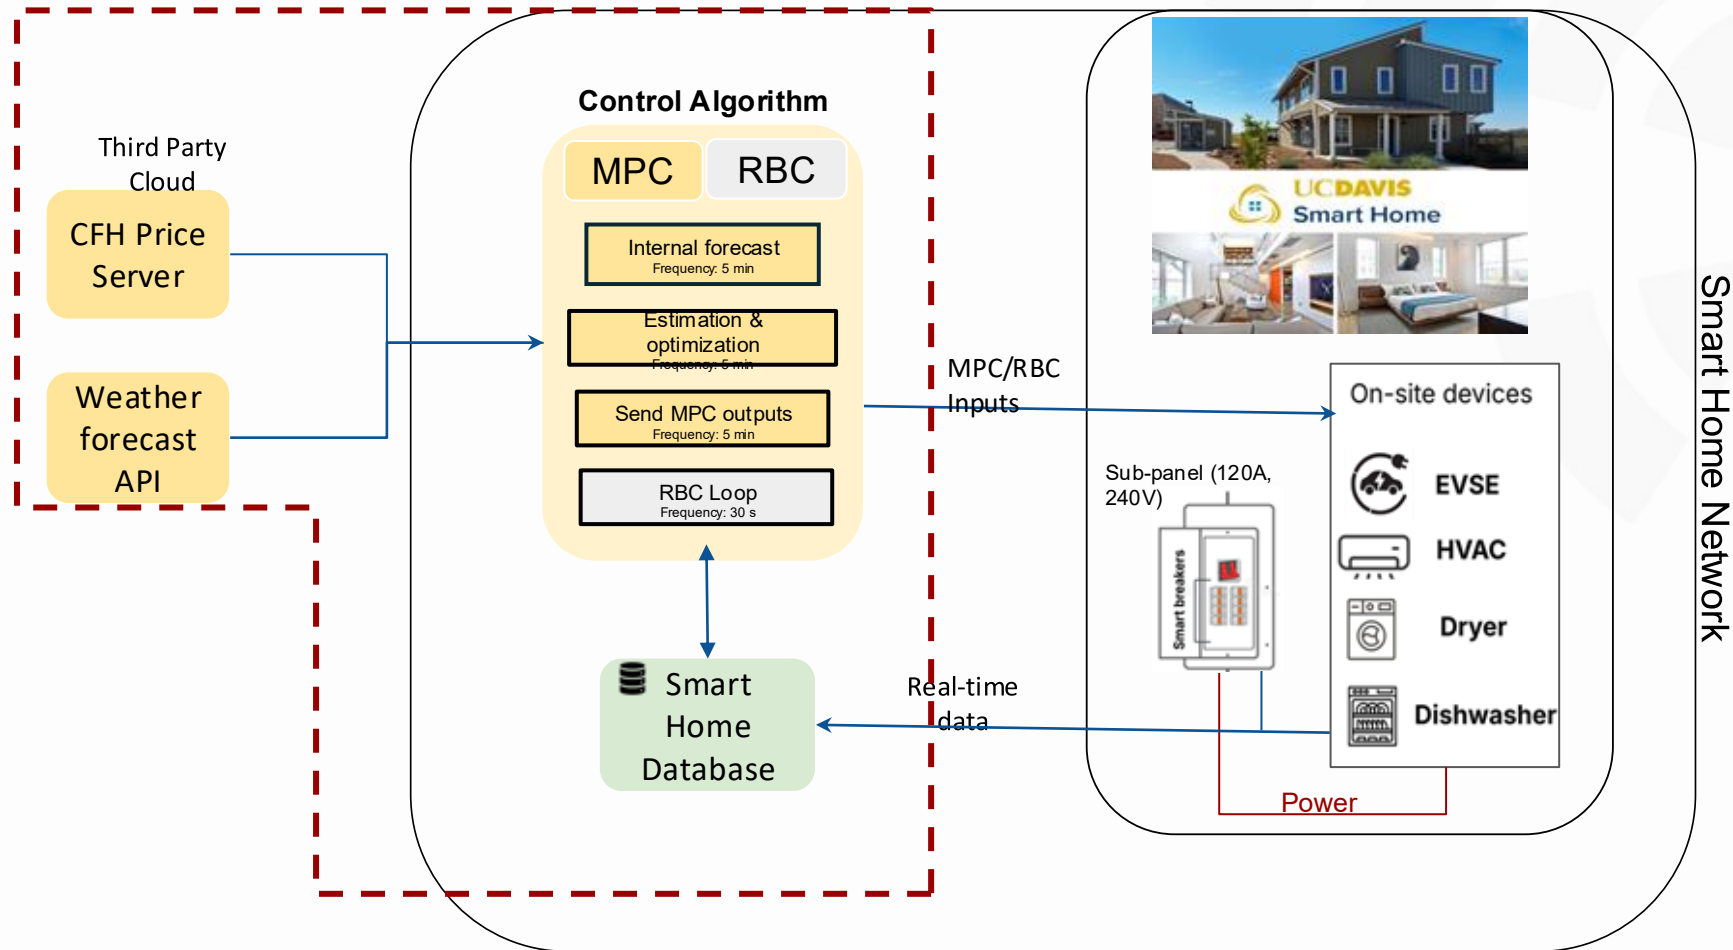 Control Algorithm
MPC
RBC
Internal forecast
Frequency: 5 min
Estimation &
optimization
Frequency: 5 min
Send MPC outputs
Frequency: 5 min
RBC Loop
Frequency: 30 s
Third Party
Cloud
CFH Price
Server
Weather
forecast
API
Smart
Home
Database
MPC/RBC
Inputs
Real-time
data
UCDAVIS
Smart Home
Sub-panel (120A,
240V)
Smart breakers
On-site devices
EVSE
HVAC
Dryer
Dishwasher
Power
Smart Home Network